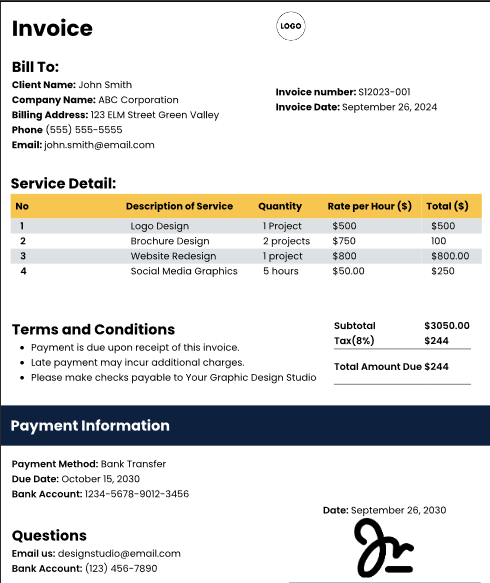 Invoice
LOGO
Bill To:
Client Name: John Smith
Company Name: ABC Corporation
Billing Address: 123 ELM Street Green Valley
Phone (555) 555-5555
Email: john.smith@email.com
Invoice number: S12023-001
Invoice Date: September 26, 2024
Service Detail:
No Description of Service Quantity Rate per Hour ($) Total ($)
1 Logo Design 1 Project $500 $500
2 Brochure Design 2 projects $750 100
3 Website Redesign 1 project $800 $800.00
4 Social Media Graphics 5 hours $50.00 $250
Terms and Conditions
• Payment is due upon receipt of this invoice.
• Late payment may incur additional charges.
• Please make checks payable to Your Graphic Design Studio
Subtotal $3050.00
Tax(8%) $244
Total Amount Due $244
Payment Information
Payment Method: Bank Transfer
Due Date: October 15, 2030
Bank Account: 1234-5678-9012-3456
Date: September 26, 2030
Questions
Email us: designstudio@email.com
Bank Account: (123) 456-7890